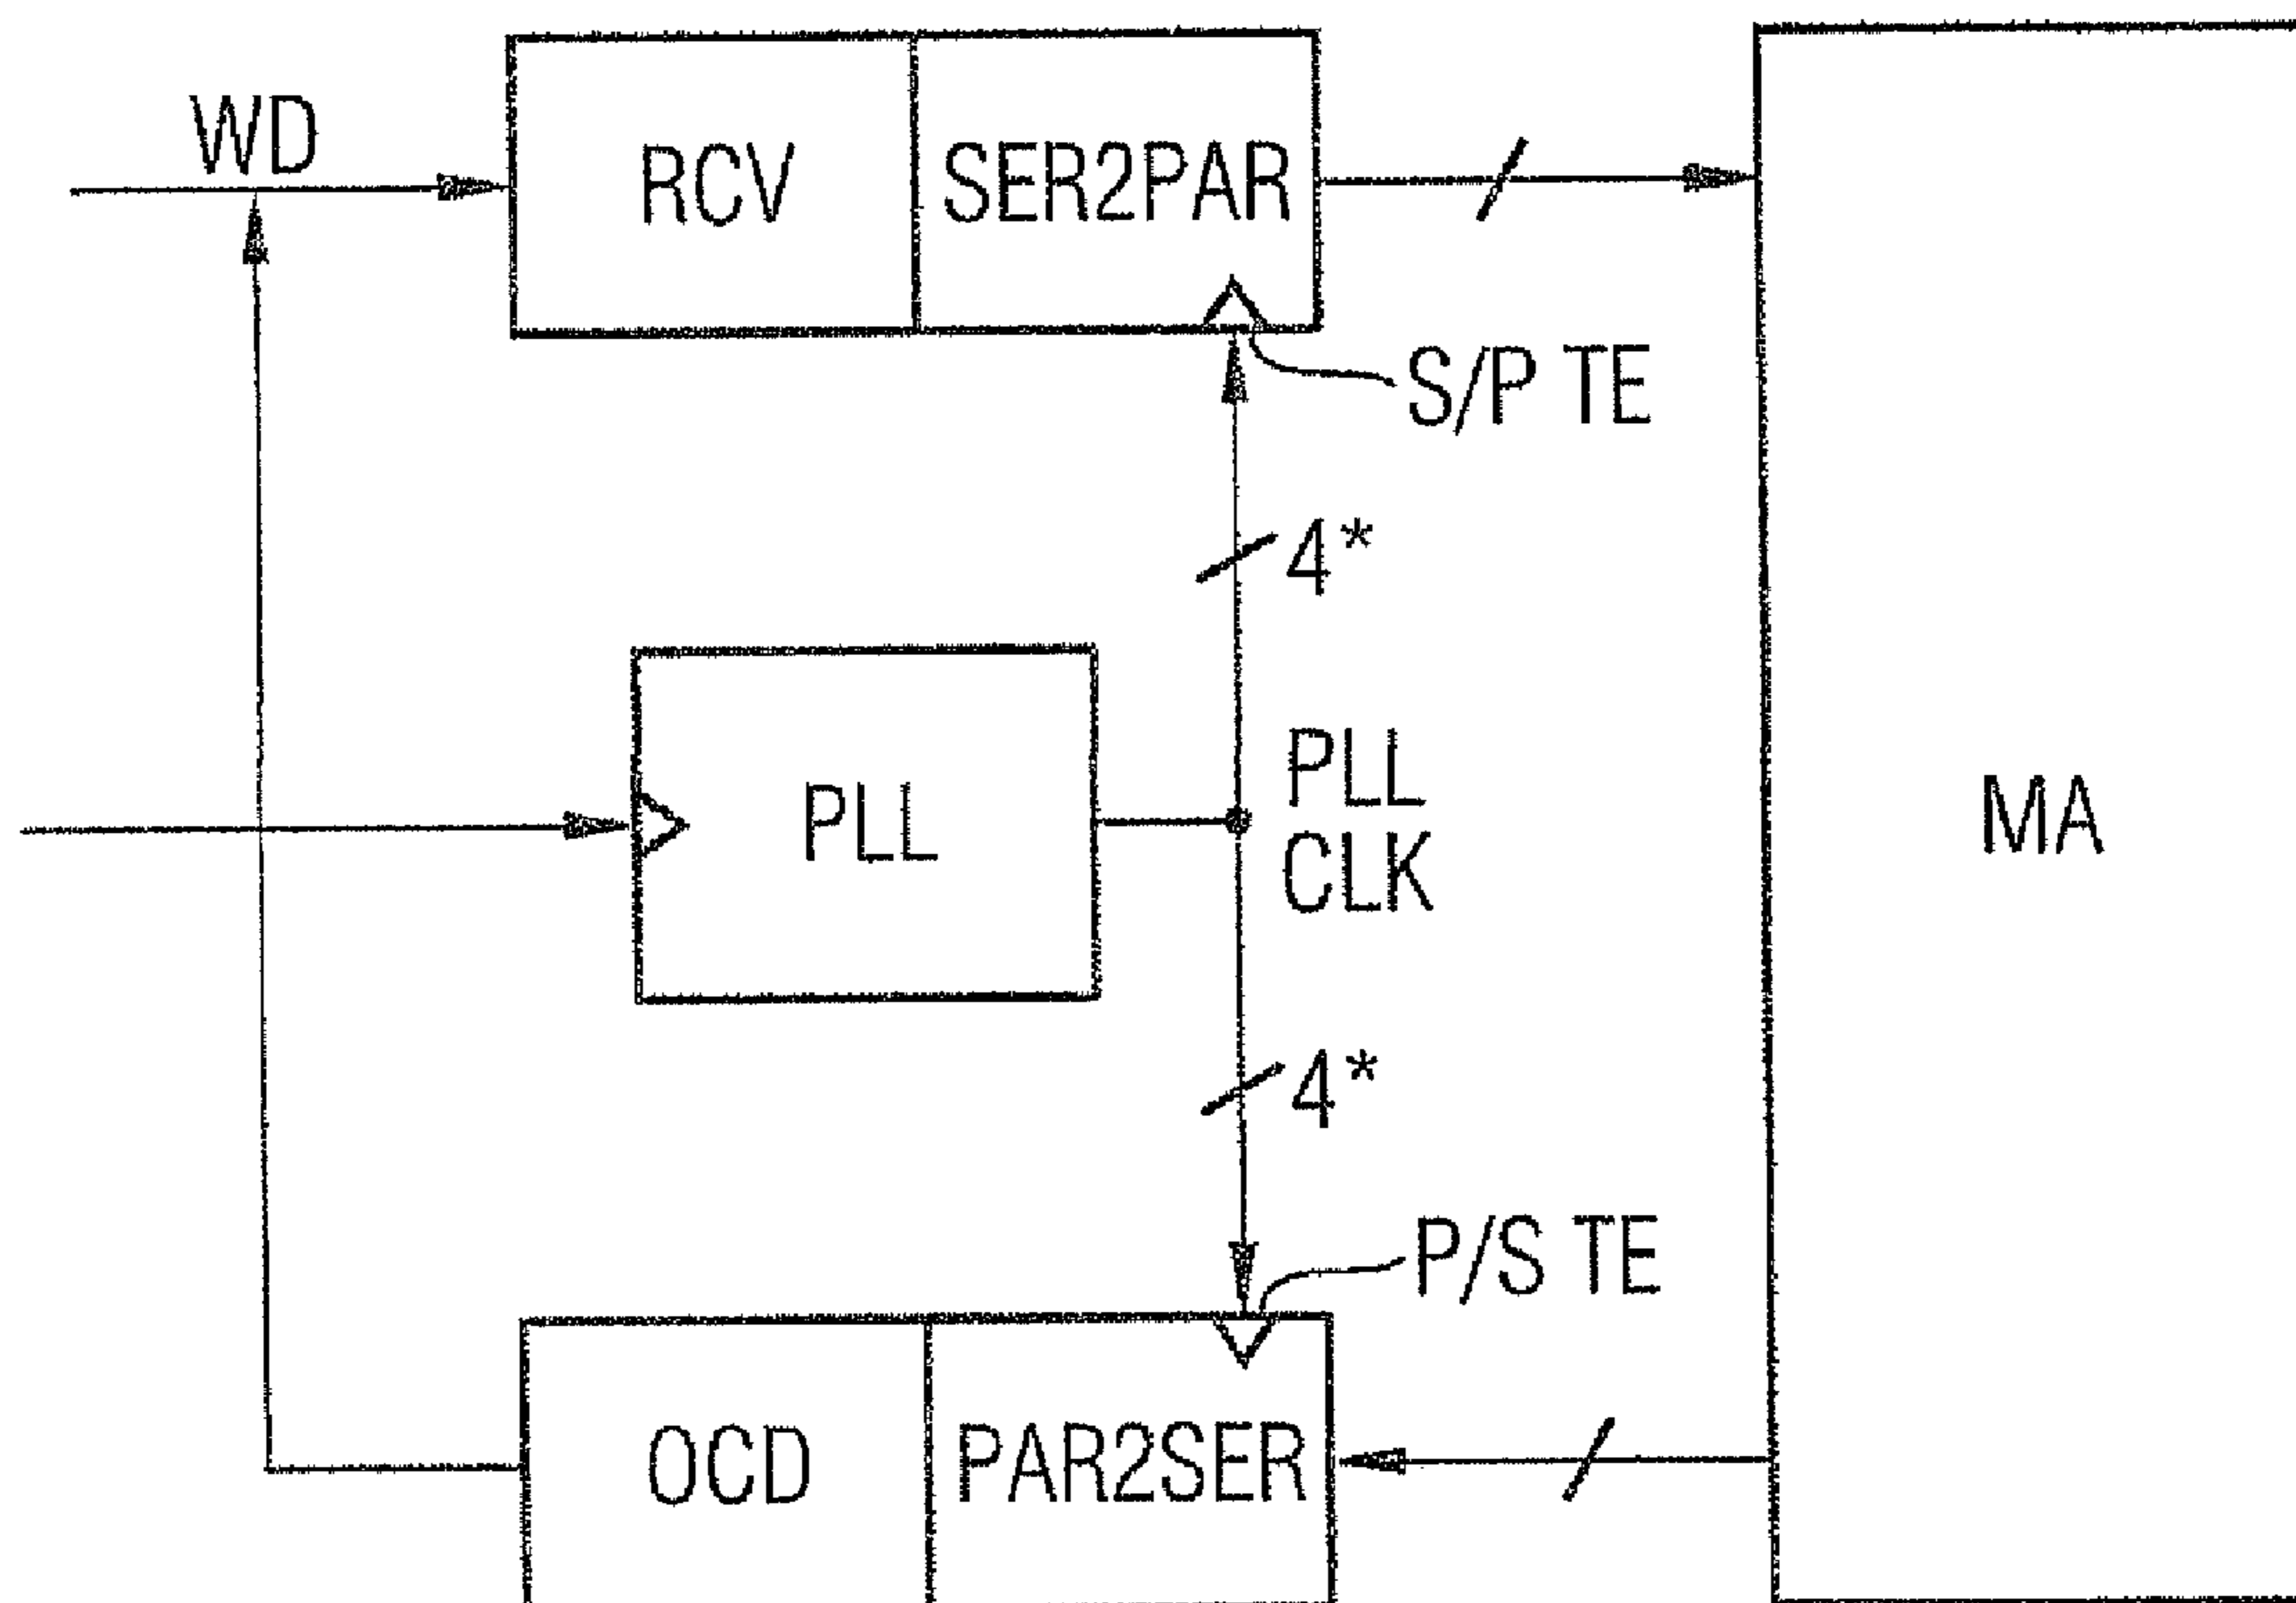 WD
RCV
SER2PAR
S/P TE
4*
PLL
PLL
CLK
MA
4*
P/S TE
OCD
PAR2SER